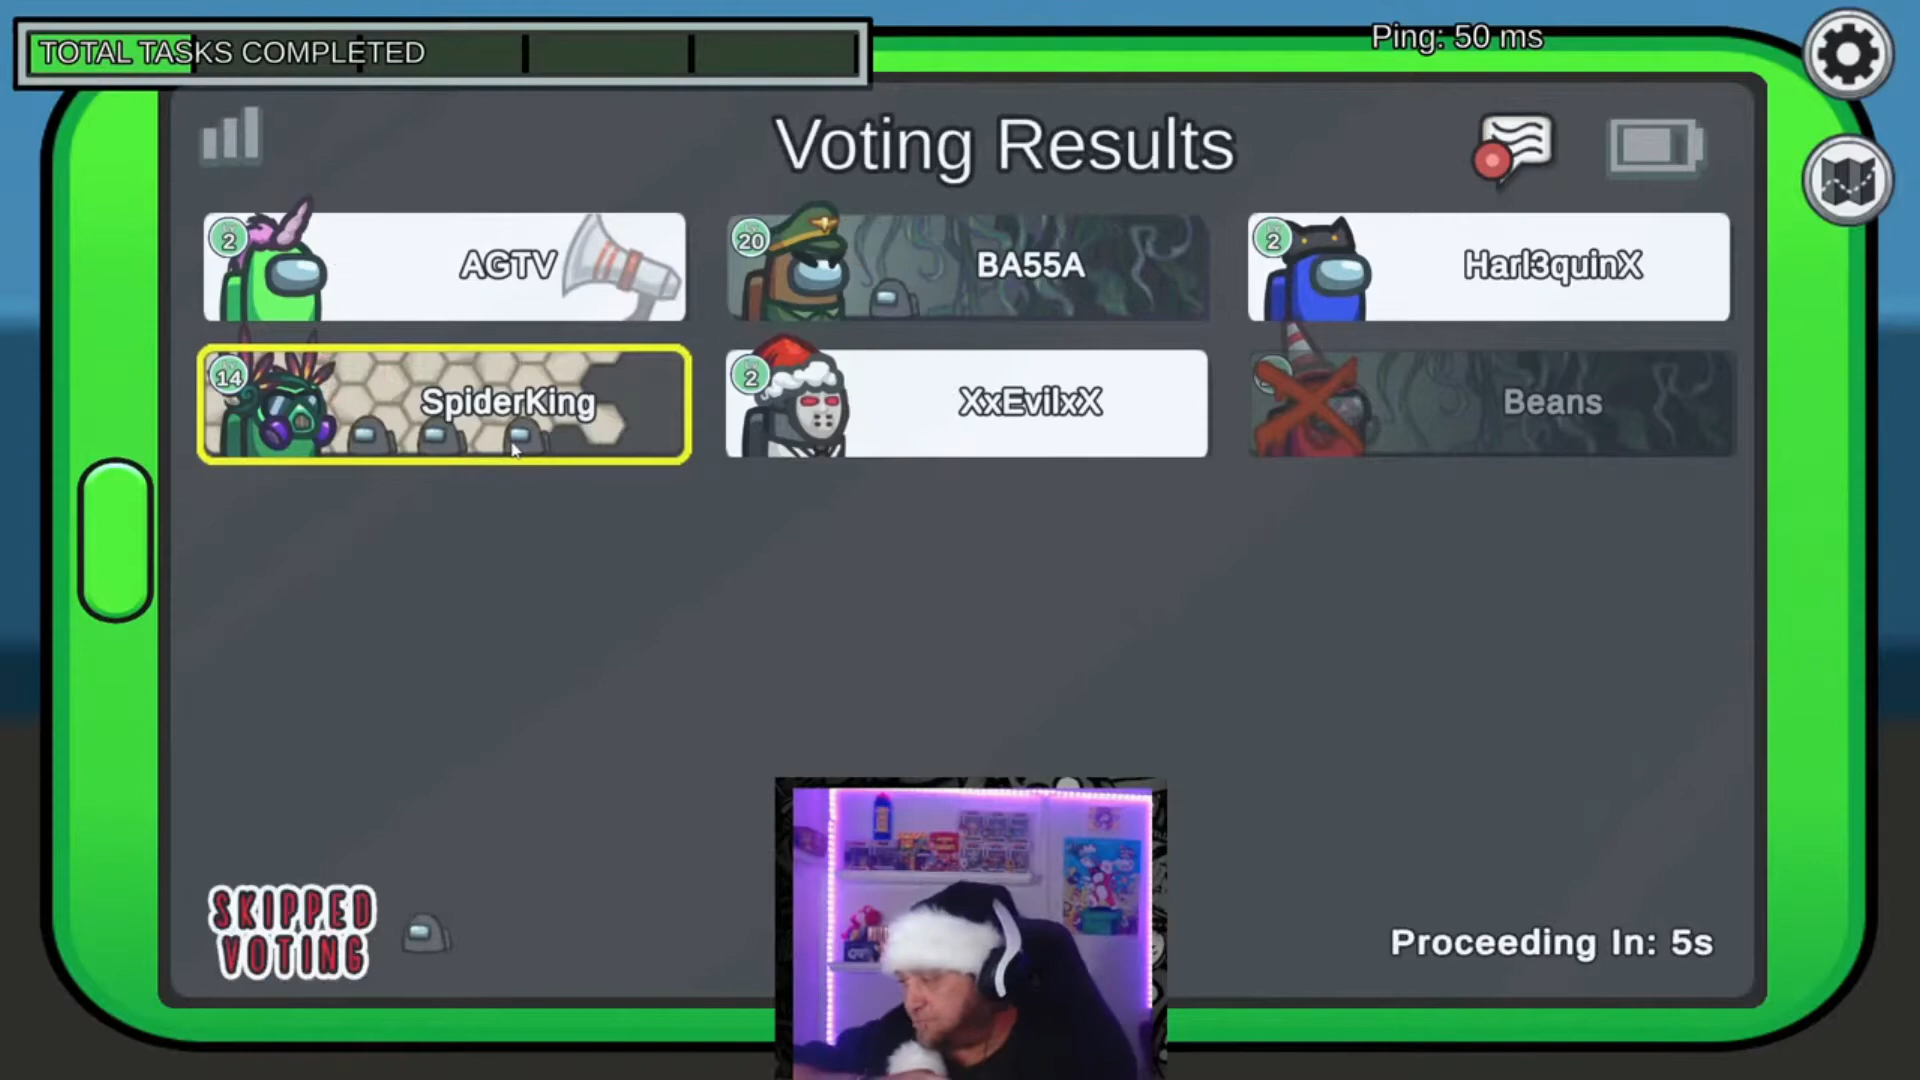 TOTAL TASKS COMPLETED
Ping: 50 ms
Voting Results
2
AGTV
20
BA55A
2
Harl3quinX
14
SpiderKing
2
XxEvilxX
Beans
SKIPPED
VOTING
Proceeding In: 5s